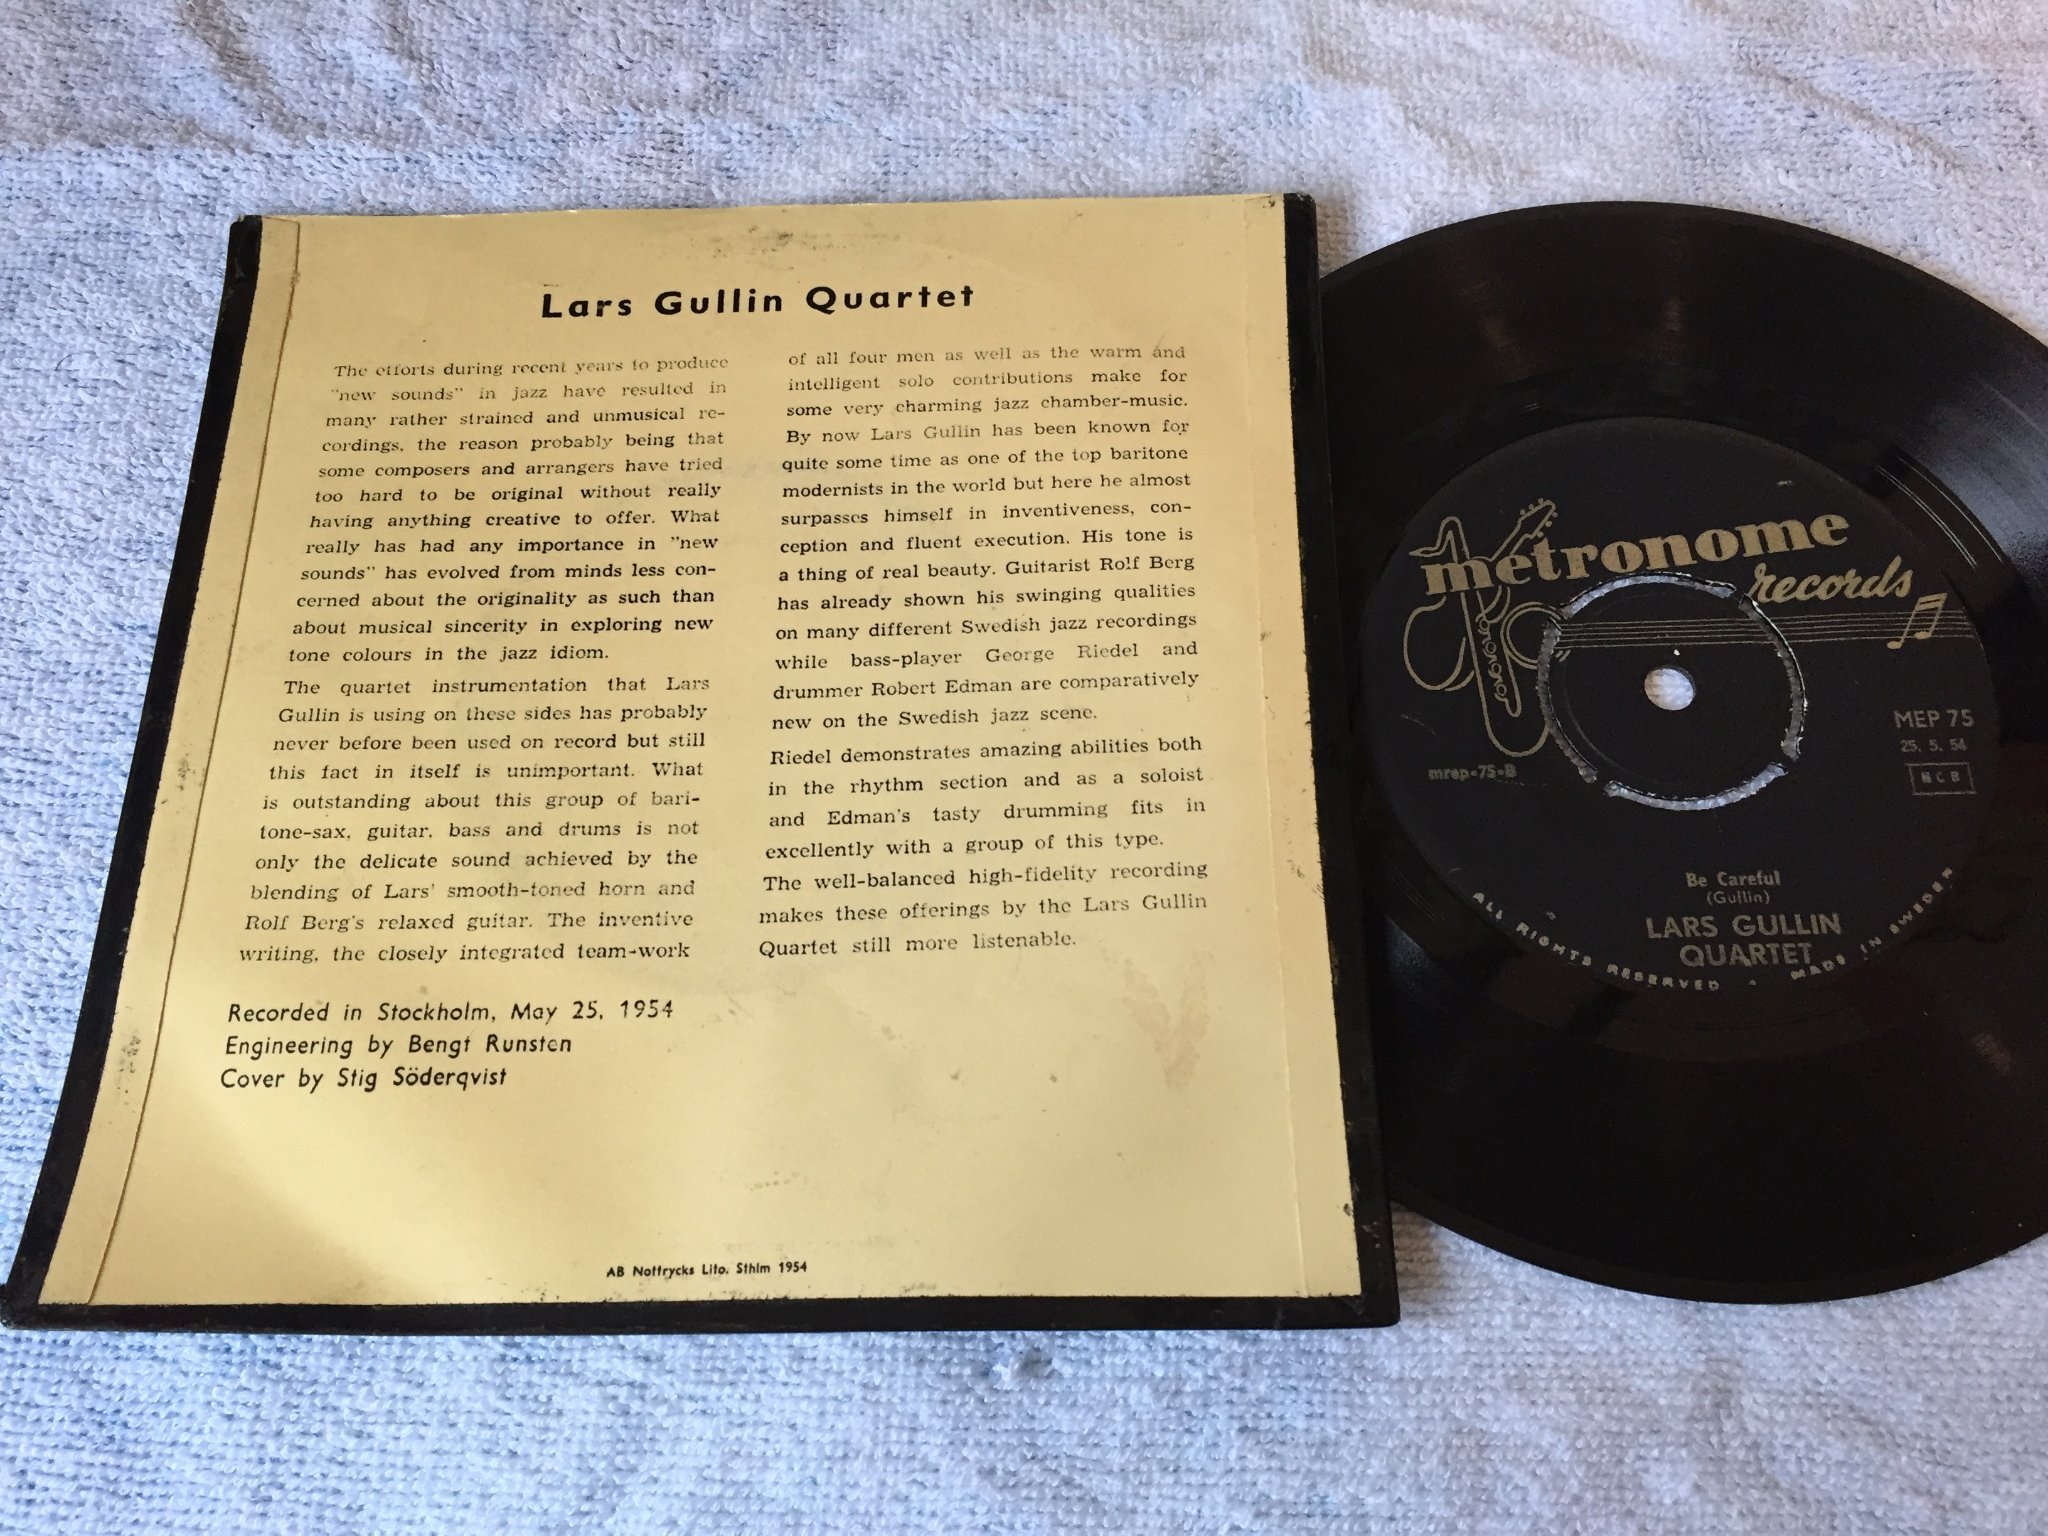 Lars Gullin Quartet
The efforts during recent years to produce
"new sounds" in jazz have resulted in
many rather strained and unmusical re-
cordings, the reason probably being that
some composers and arrangers have tried
too hard to be original without really
having anything creative to offer. What
really has had any importance in "new
sounds" has evolved from minds less con-
cerned about the originality as such than
about musical sincerity in exploring new
tone colours in the jazz idiom.
The quartet instrumentation that Lars
Gullin is using on these sides has probably
never before been used on record but still
this fact in itself is unimportant. What
is outstanding about this group of bari-
tone-sax, guitar, bass and drums is not
only the delicate sound achieved by the
blending of Lars' smooth-toned horn and
Rolf Berg's relaxed guitar. The inventive
writing, the closely integrated team-work
of all four men as well as the warm and
intelligent solo contributions make for
some very charming jazz chamber-music.
By now Lars Gullin has been known for
quite some time as one of the top baritone
modernists in the world but here he almost
surpasses himself in inventiveness, con-
ception and fluent execution. His tone is
a thing of real beauty. Guitarist Rolf Berg
has already shown his swinging qualities
on many different Swedish jazz recordings
while bass-player George Riedel and
drummer Robert Edman are comparatively
new on the Swedish jazz scene.
Riedel demonstrates amazing abilities both
in the rhythm section and as a soloist
and Edman's tasty drumming fits in
excellently with a group of this type.
The well-balanced high-fidelity recording
makes these offerings by the Lars Gullin
Quartet still more listenable.
Recorded in Stockholm, May 25, 1954
Engineering by Bengt Runsten
Cover by Stig Söderqvist
AB Nottrycks Lito. Sthlm 1954
metronome
records
MEP 75
25. 5. 54
NCB
mrep-75-B
Be Careful
(Gullin)
LARS GULLIN
QUARTET
ALL RIGHTS RESERVED • MADE IN SWEDEN